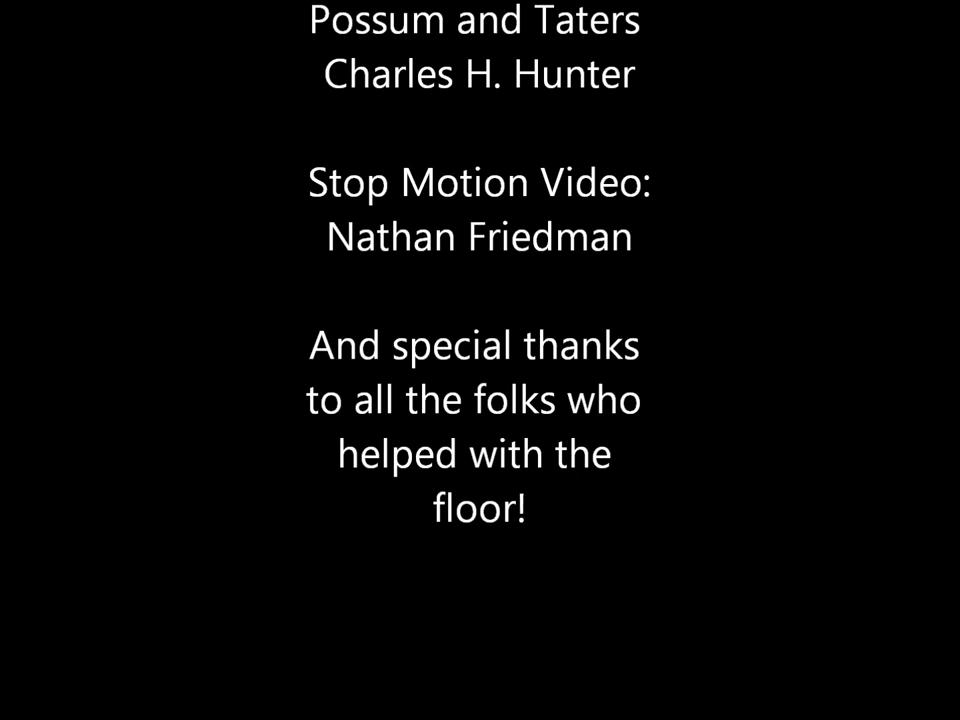 Possum and Taters
Charles H. Hunter
Stop Motion Video:
Nathan Friedman
And special thanks
to all the folks who
helped with the
floor!